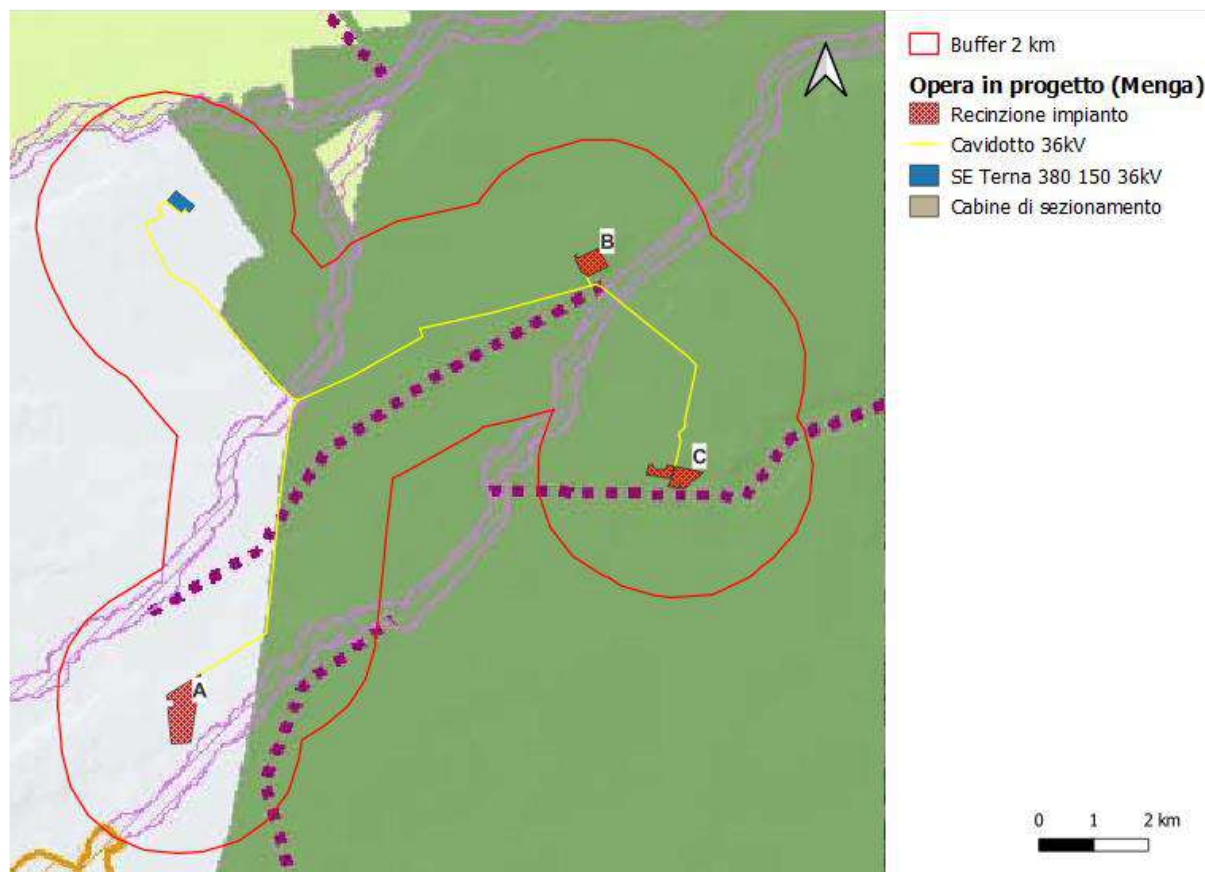 Buffer 2 km
Opera in progetto (Menga)
Recinzione impianto
Cavidotto 36kV
SE Terna 380 150 36kV
Cabine di sezionamento
B
C
A
0 1 2 km